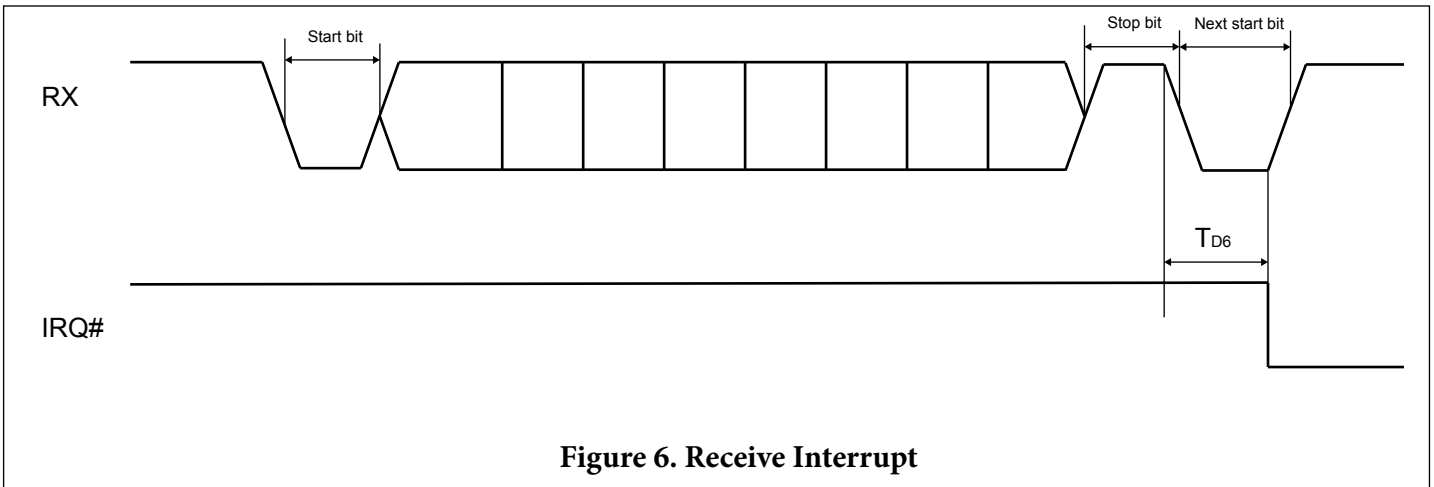 Start bit
Stop bit
Next start bit
RX
TD6
IRQ#
Figure 6. Receive Interrupt